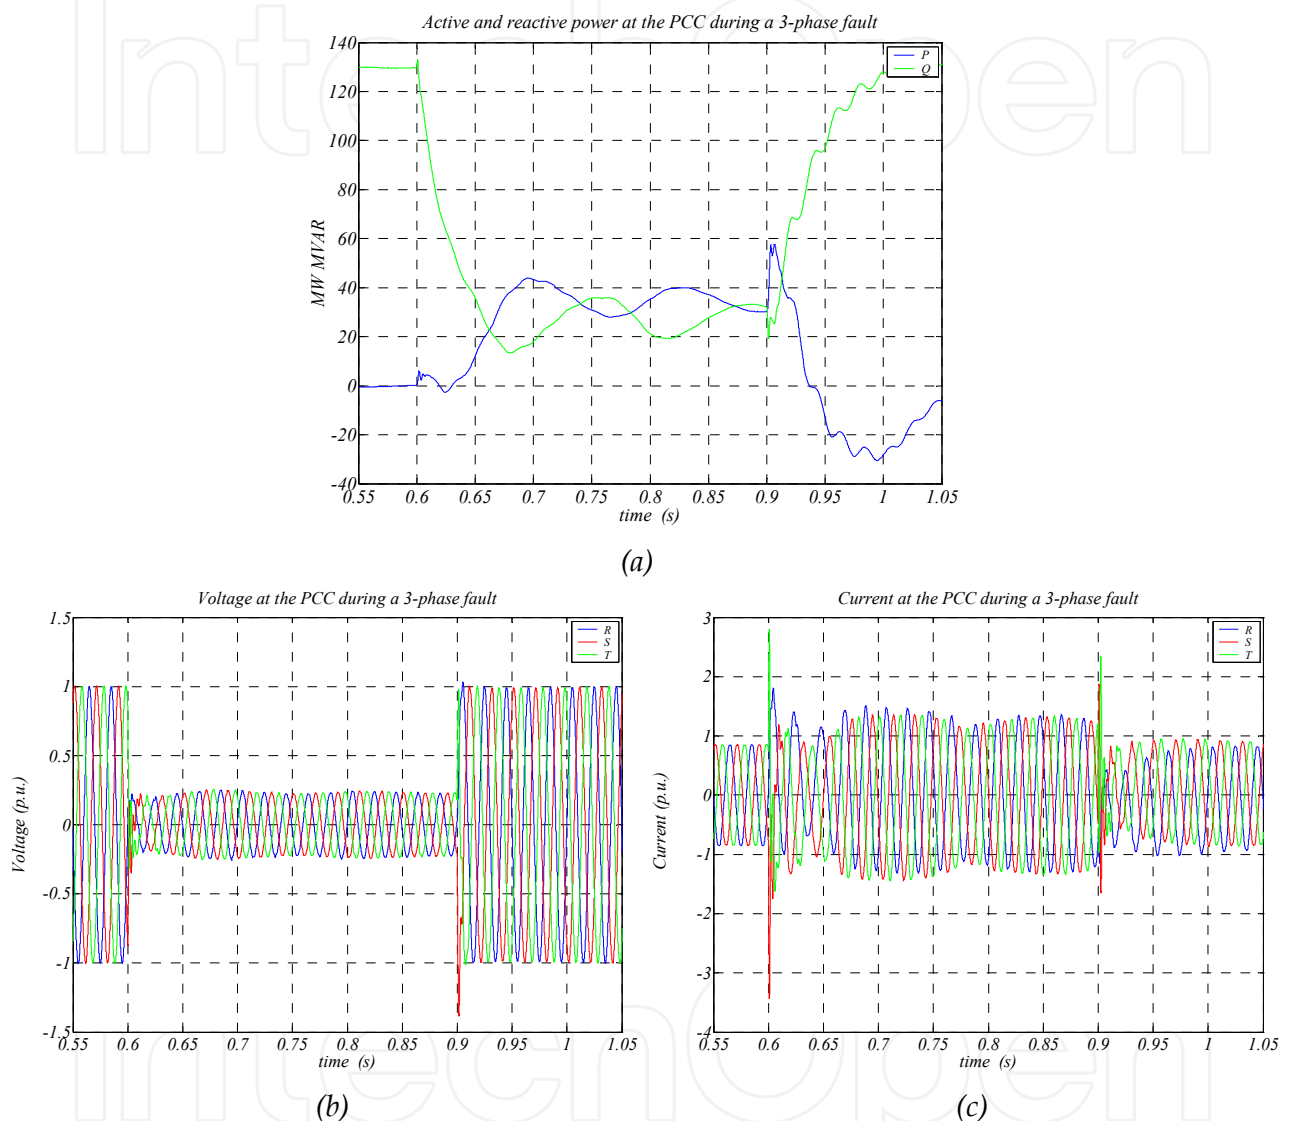 Active and reactive power at the PCC during a 3-phase fault
140
120
100
80
60
40
20
0
-20
-40
MW MVAR
P
Q
0.55 0.6 0.65 0.7 0.75 0.8 0.85 0.9 0.95 1 1.05
time (s)
(a)
Voltage at the PCC during a 3-phase fault
1.5
1
0.5
0
-0.5
-1
-1.5
Voltage (p.u.)
R
S
T
0.55 0.6 0.65 0.7 0.75 0.8 0.85 0.9 0.95 1 1.05
time (s)
(b)
Current at the PCC during a 3-phase fault
3
2
1
0
-1
-2
-3
-4
Current (p.u.)
R
S
T
0.55 0.6 0.65 0.7 0.75 0.8 0.85 0.9 0.95 1 1.05
time (s)
(c)
IntechOpen
IntechOpen